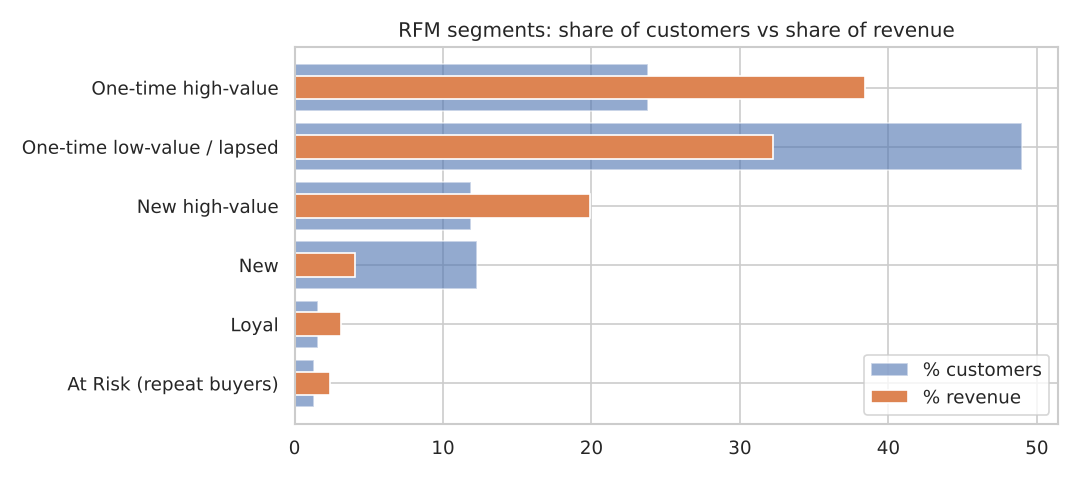 RFM segments: share of customers vs share of revenue
One-time high-value
One-time low-value / lapsed
New high-value
New
Loyal
At Risk (repeat buyers)
% customers
% revenue
0 10 20 30 40 50